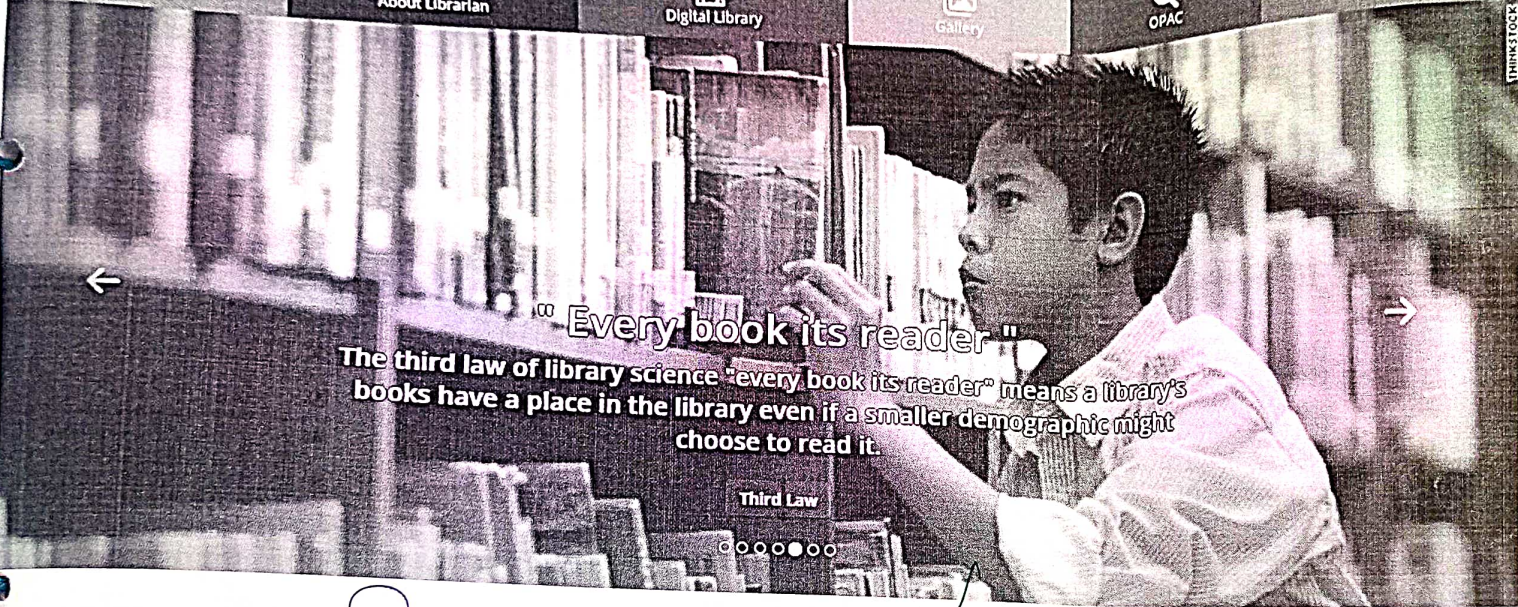 About Librarian
Digital Library
Gallery
OPAC
THINKSTOCK
" Every book its reader "
The third law of library science "every book its reader" means a library's
books have a place in the library even if a smaller demographic might
choose to read it.
Third Law